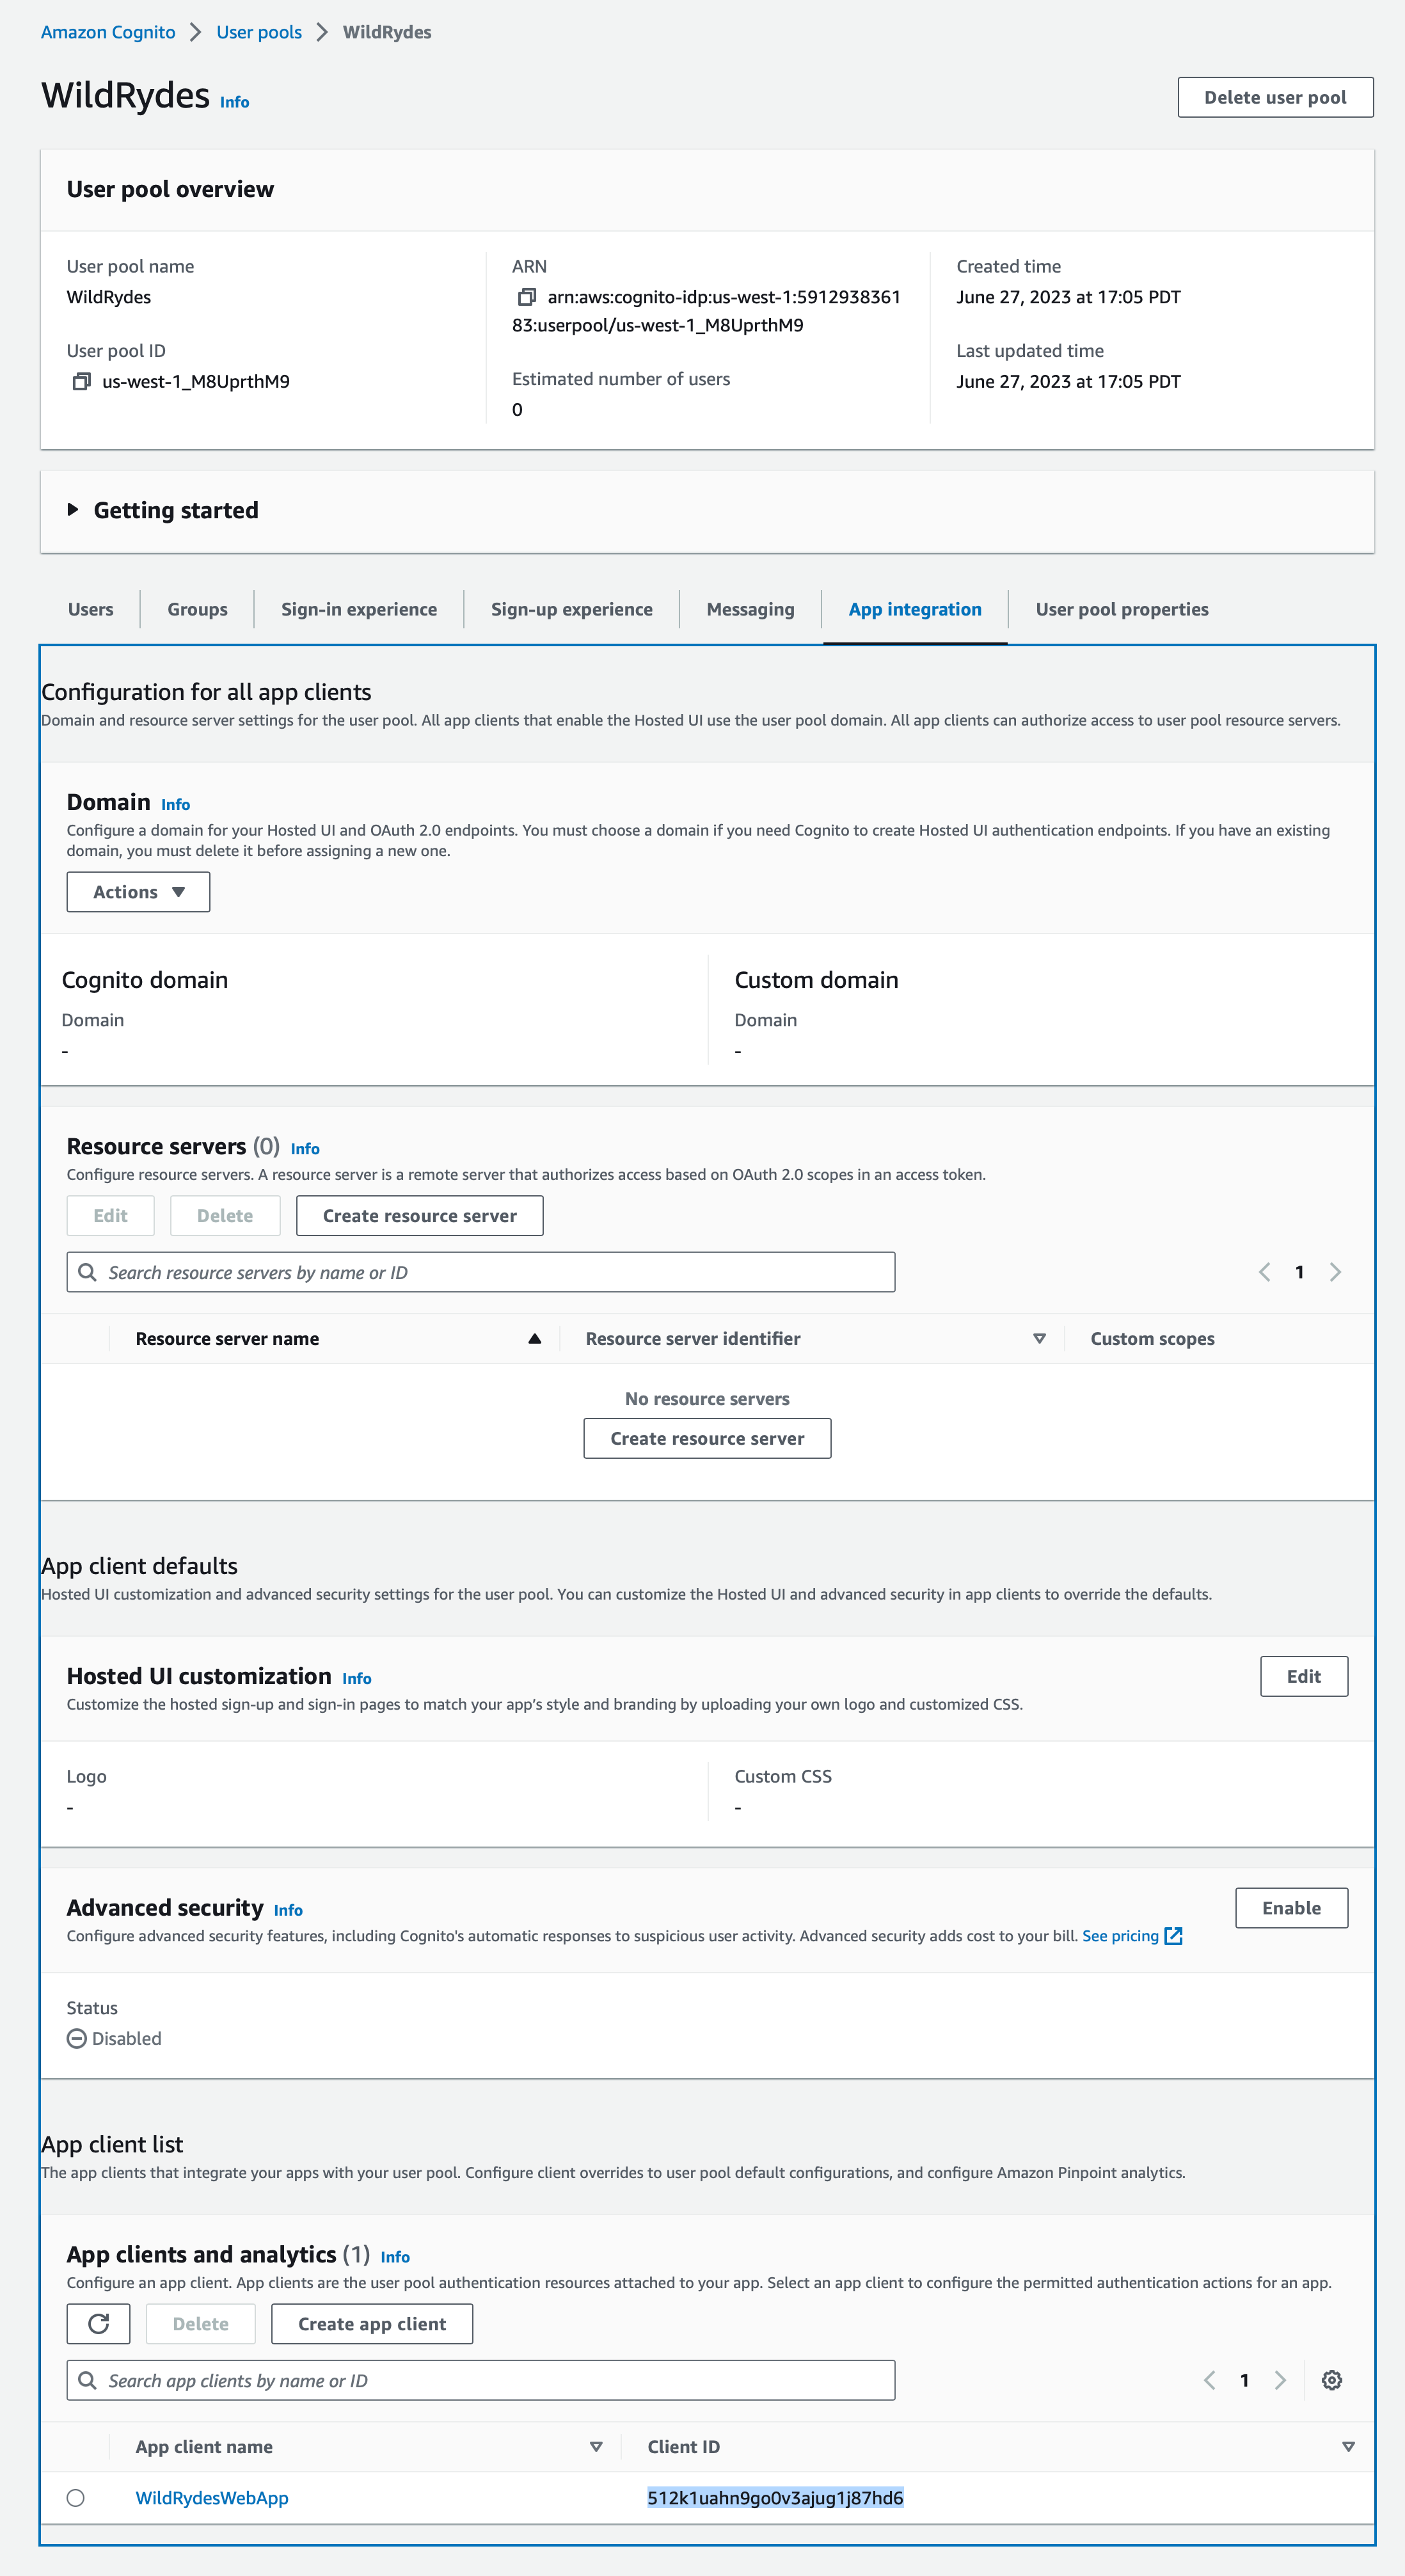 Amazon Cognito > User pools > WildRydes
WildRydes Info
Delete user pool
User pool overview
User pool name
WildRydes
User pool ID
us-west-1_M8UprthM9
ARN
arn:aws:cognito-idp:us-west-1:5912938361
83:userpool/us-west-1_M8UprthM9
Estimated number of users
0
Created time
June 27, 2023 at 17:05 PDT
Last updated time
June 27, 2023 at 17:05 PDT
Getting started
Users Groups Sign-in experience Sign-up experience Messaging App integration User pool properties
Configuration for all app clients
Domain and resource server settings for the user pool. All app clients that enable the Hosted UI use the user pool domain. All app clients can authorize access to user pool resource servers.
Domain Info
Configure a domain for your Hosted UI and OAuth 2.0 endpoints. You must choose a domain if you need Cognito to create Hosted UI authentication endpoints. If you have an existing
domain, you must delete it before assigning a new one.
Actions
Cognito domain
Domain
-
Custom domain
Domain
-
Resource servers (0) Info
Configure resource servers. A resource server is a remote server that authorizes access based on OAuth 2.0 scopes in an access token.
Edit Delete Create resource server
Search resource servers by name or ID
1
Resource server name Resource server identifier Custom scopes
No resource servers
Create resource server
App client defaults
Hosted UI customization and advanced security settings for the user pool. You can customize the Hosted UI and advanced security in app clients to override the defaults.
Hosted UI customization Info
Edit
Customize the hosted sign-up and sign-in pages to match your app's style and branding by uploading your own logo and customized CSS.
Logo
-
Custom CSS
-
Advanced security Info
Enable
Configure advanced security features, including Cognito's automatic responses to suspicious user activity. Advanced security adds cost to your bill. See pricing
Status
Disabled
App client list
The app clients that integrate your apps with your user pool. Configure client overrides to user pool default configurations, and configure Amazon Pinpoint analytics.
App clients and analytics (1) Info
Configure an app client. App clients are the user pool authentication resources attached to your app. Select an app client to configure the permitted authentication actions for an app.
Delete Create app client
Search app clients by name or ID
1
App client name Client ID
WildRydesWebApp 512k1uahn9go0v3ajug1j87hd6